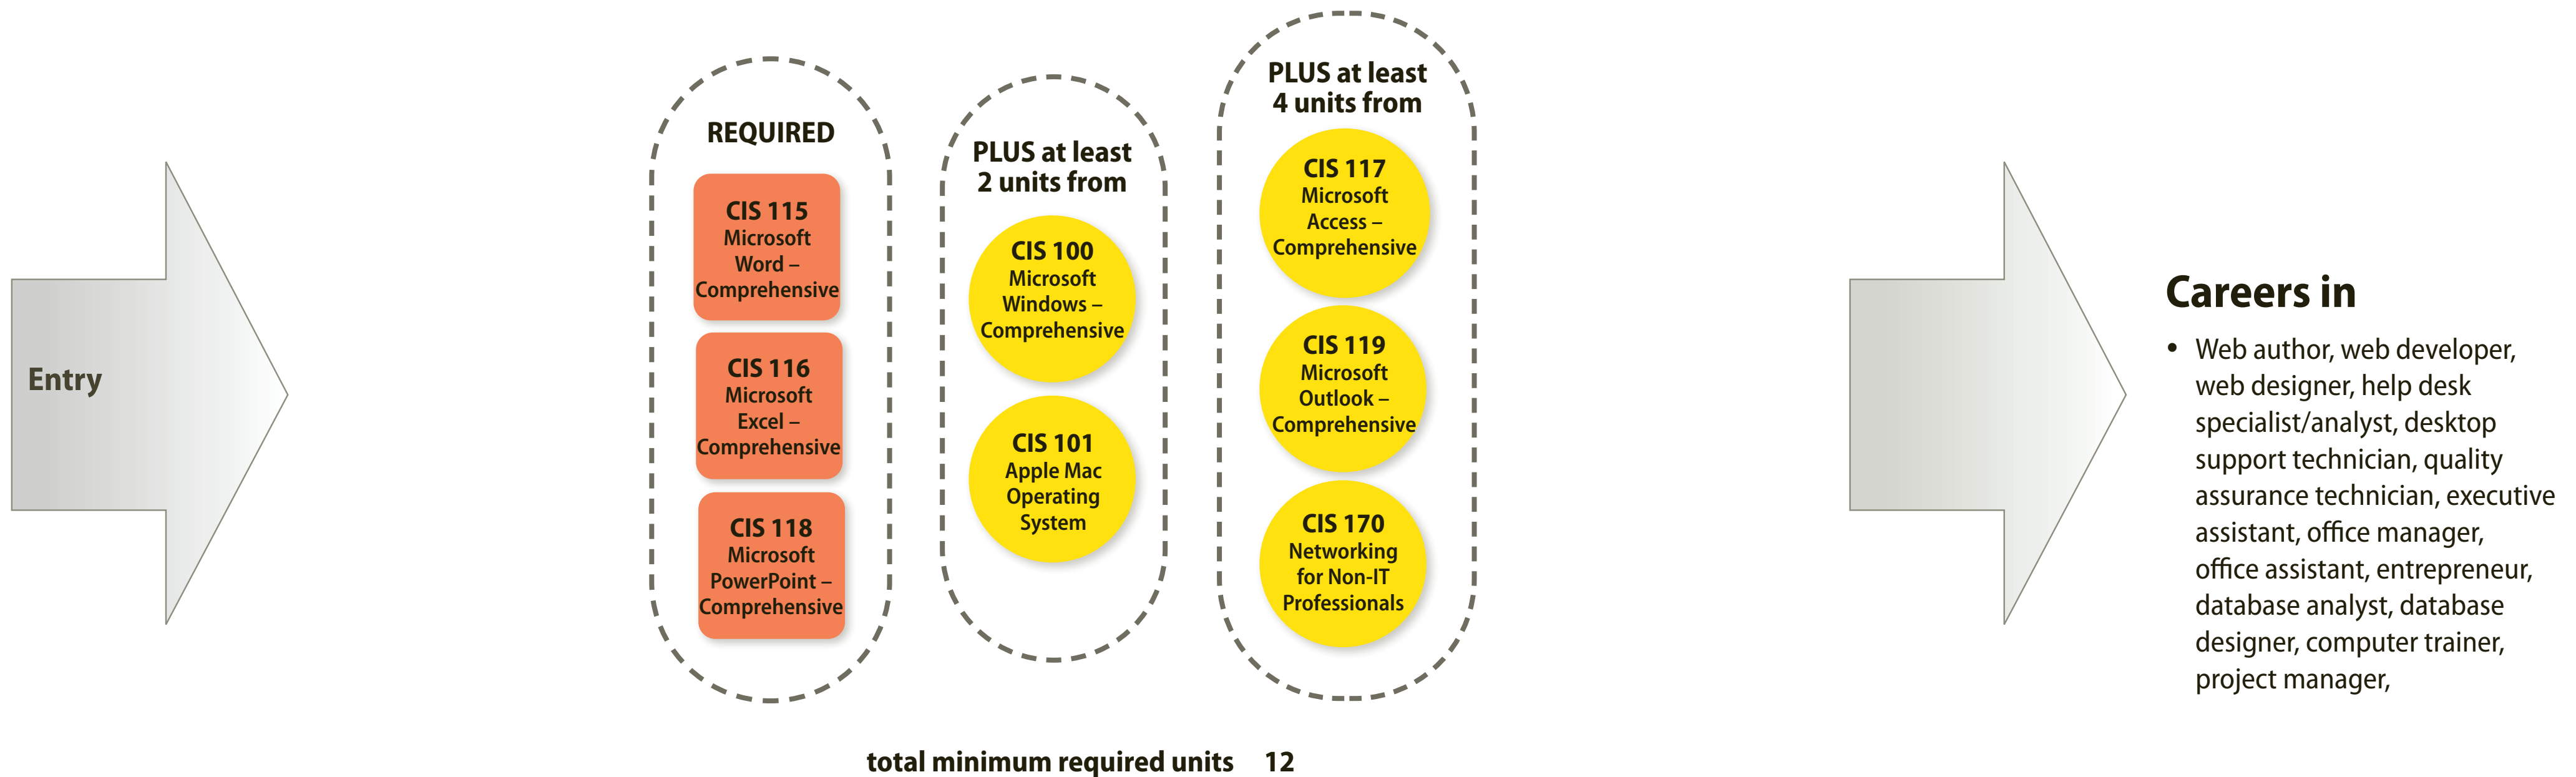 Entry
REQUIRED
CIS 115
Microsoft
Word –
Comprehensive
CIS 116
Microsoft
Excel –
Comprehensive
CIS 118
Microsoft
PowerPoint –
Comprehensive
PLUS at least
2 units from
CIS 100
Microsoft
Windows –
Comprehensive
CIS 101
Apple Mac
Operating
System
PLUS at least
4 units from
CIS 117
Microsoft
Access –
Comprehensive
CIS 119
Microsoft
Outlook –
Comprehensive
CIS 170
Networking
for Non-IT
Professionals
total minimum required units 12
Careers in
• Web author, web developer,
web designer, help desk
specialist/analyst, desktop
support technician, quality
assurance technician, executive
assistant, office manager,
office assistant, entrepreneur,
database analyst, database
designer, computer trainer,
project manager,